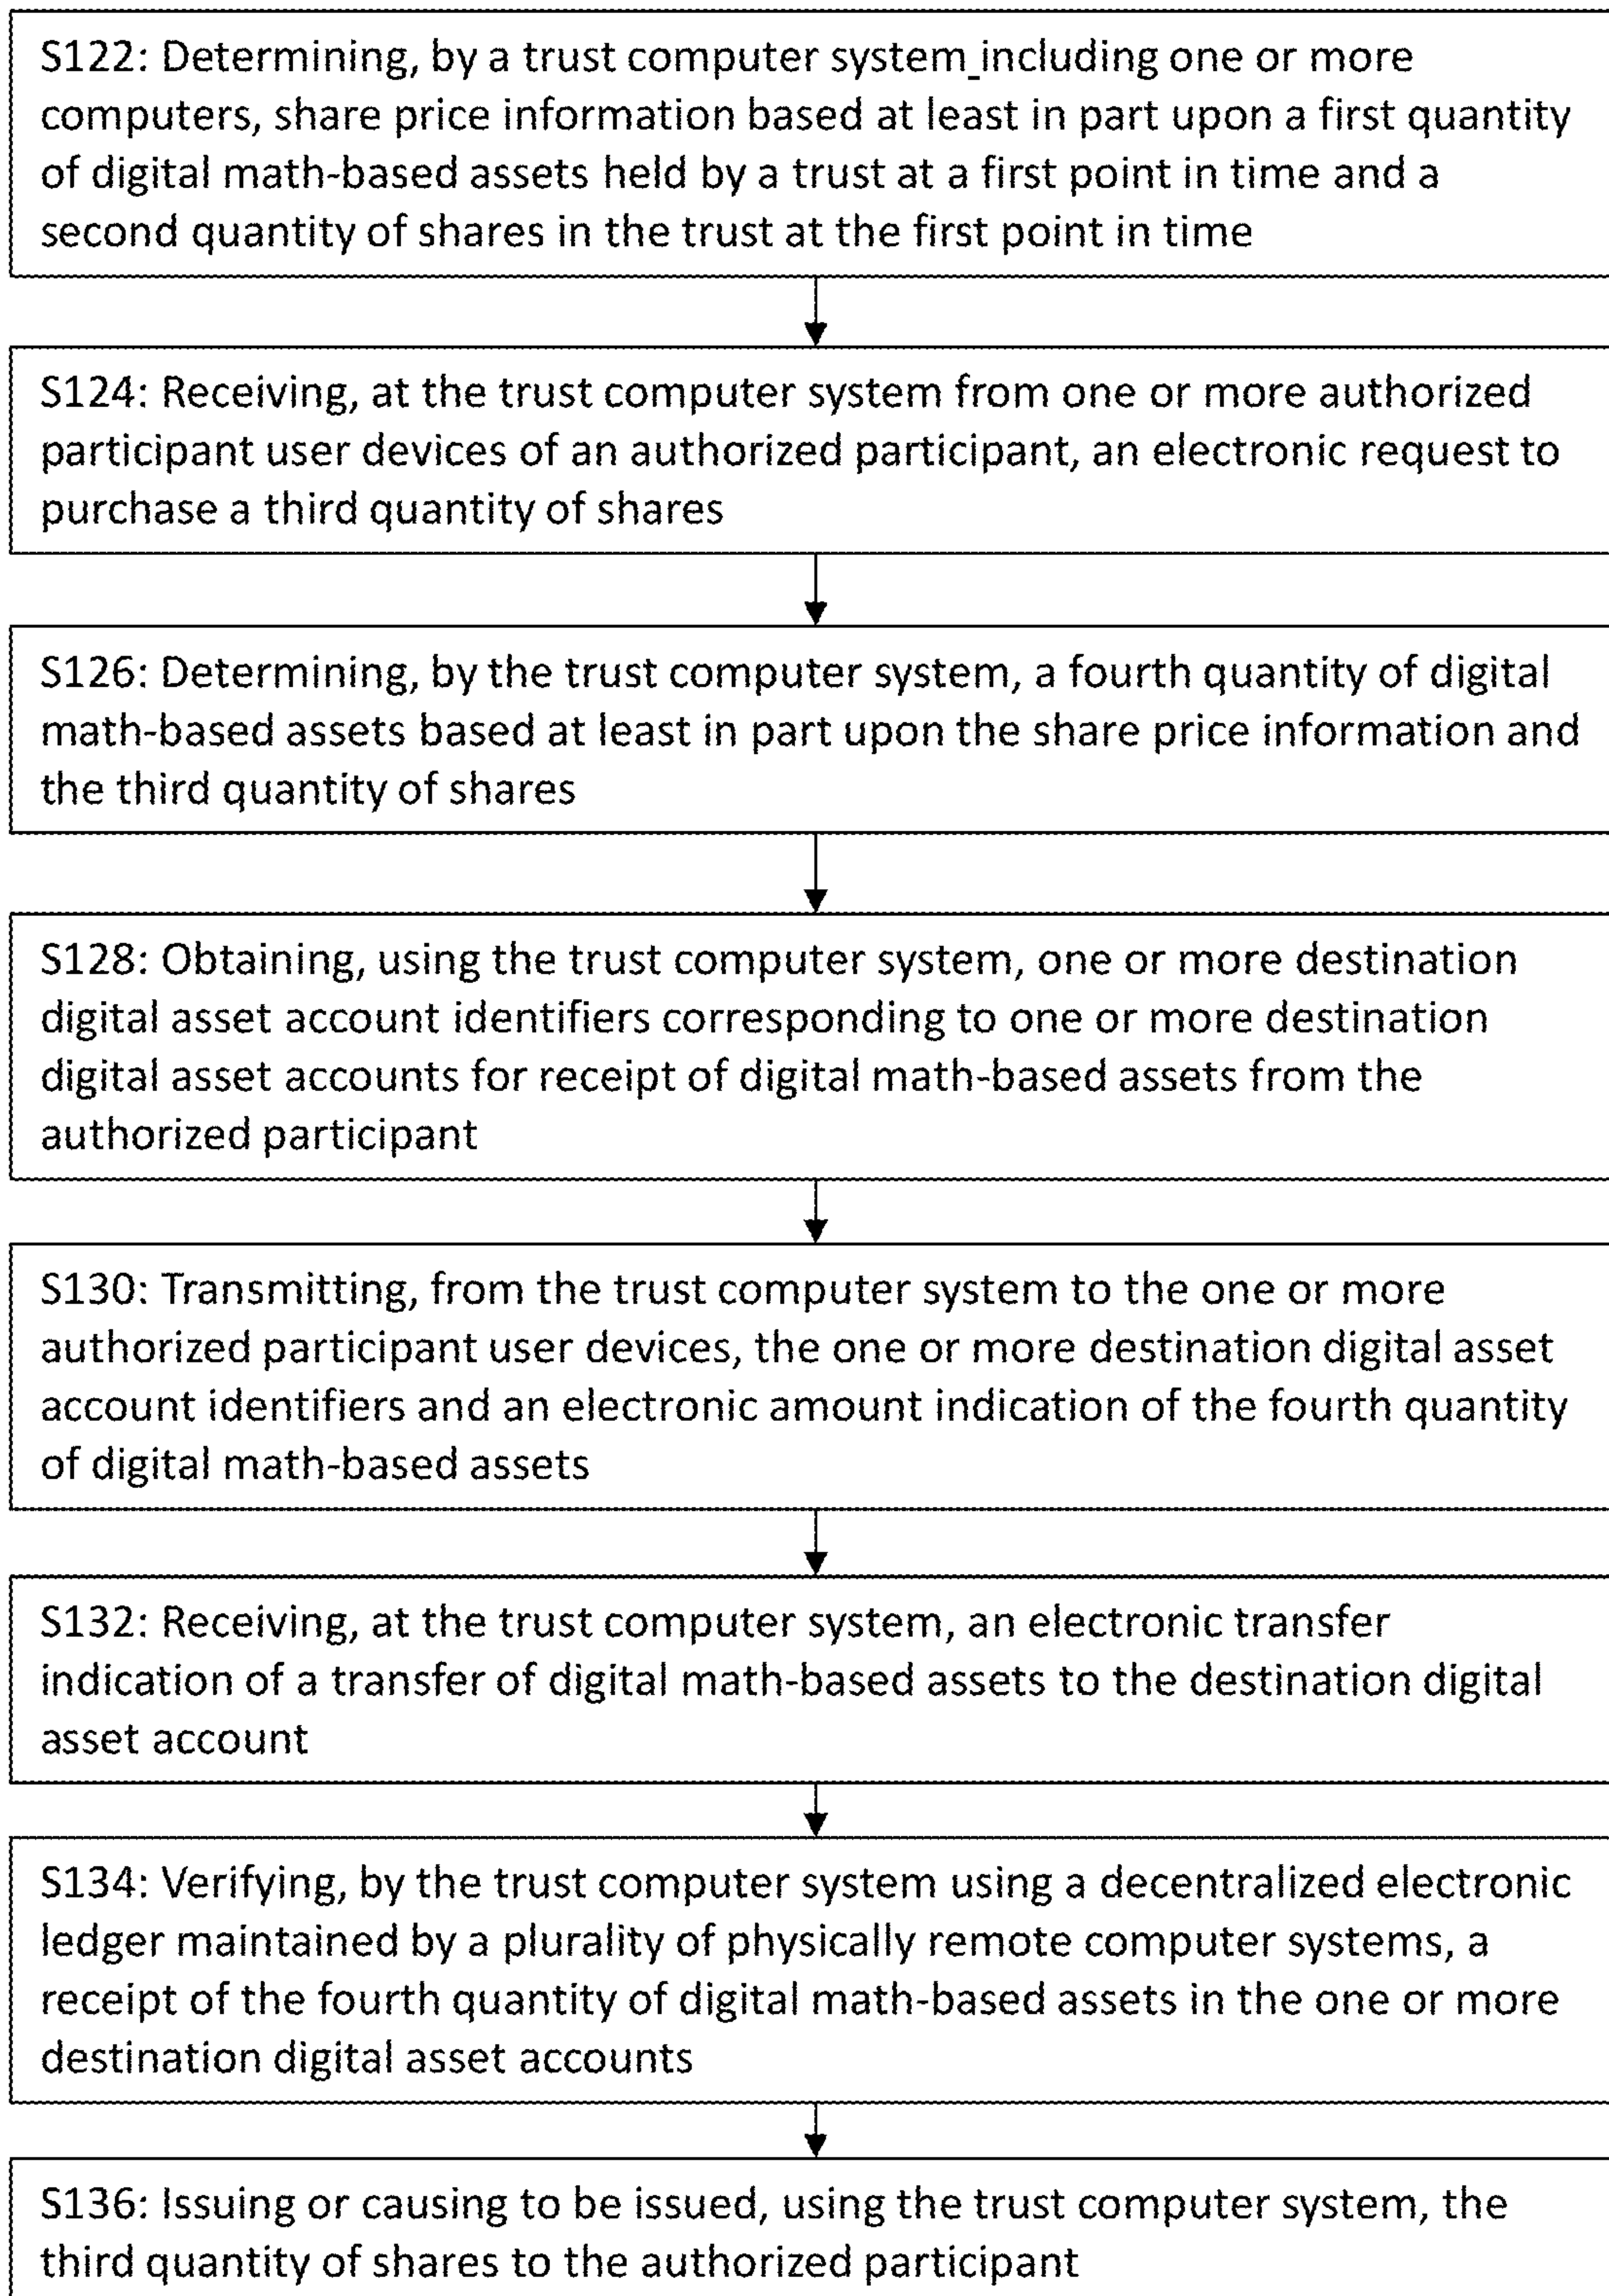 S122: Determining, by a trust computer system_including one or more
computers, share price information based at least in part upon a first quantity
of digital math-based assets held by a trust at a first point in time and a
second quantity of shares in the trust at the first point in time
S124: Receiving, at the trust computer system from one or more authorized
participant user devices of an authorized participant, an electronic request to
purchase a third quantity of shares
S126: Determining, by the trust computer system, a fourth quantity of digital
math-based assets based at least in part upon the share price information and
the third quantity of shares
S128: Obtaining, using the trust computer system, one or more destination
digital asset account identifiers corresponding to one or more destination
digital asset accounts for receipt of digital math-based assets from the
authorized participant
S130: Transmitting, from the trust computer system to the one or more
authorized participant user devices, the one or more destination digital asset
account identifiers and an electronic amount indication of the fourth quantity
of digital math-based assets
S132: Receiving, at the trust computer system, an electronic transfer
indication of a transfer of digital math-based assets to the destination digital
asset account
S134: Verifying, by the trust computer system using a decentralized electronic
ledger maintained by a plurality of physically remote computer systems, a
receipt of the fourth quantity of digital math-based assets in the one or more
destination digital asset accounts
S136: Issuing or causing to be issued, using the trust computer system, the
third quantity of shares to the authorized participant